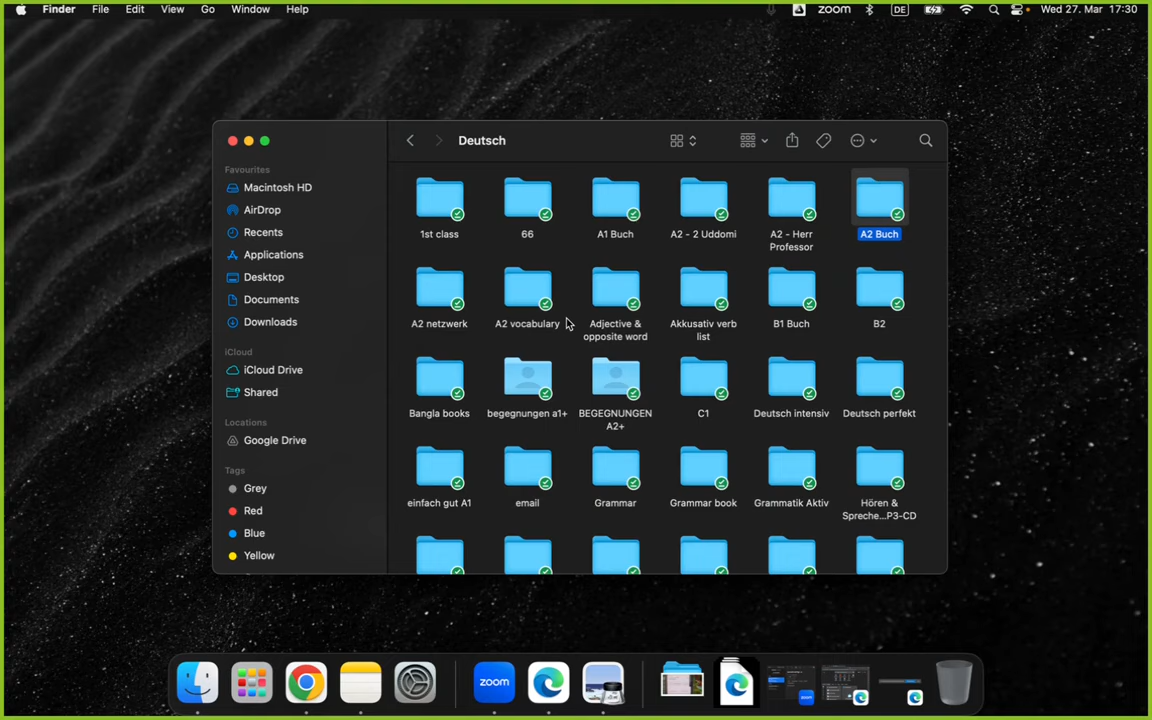 Finder File Edit View Go Window Help zoom DE Wed 27. Mar 17:30
Deutsch
Favourites
Macintosh HD
AirDrop
Recents
Applications
Desktop
Documents
Downloads
iCloud
iCloud Drive
Shared
Locations
Google Drive
Tags
Grey
Red
Blue
Yellow
1st class
66
A1 Buch
A2 - 2 Uddomi
A2 - Herr
Professor
A2 Buch
A2 netzwerk
A2 vocabulary
Adjective &
opposite word
Akkusativ verb
list
B1 Buch
B2
Bangla books
begegnungen a1+
BEGEGNUNGEN
A2+
C1
Deutsch intensiv
Deutsch perfekt
einfach gut A1
email
Grammar
Grammar book
Grammatik Aktiv
Hören &
Spreche...P3-CD
zoom